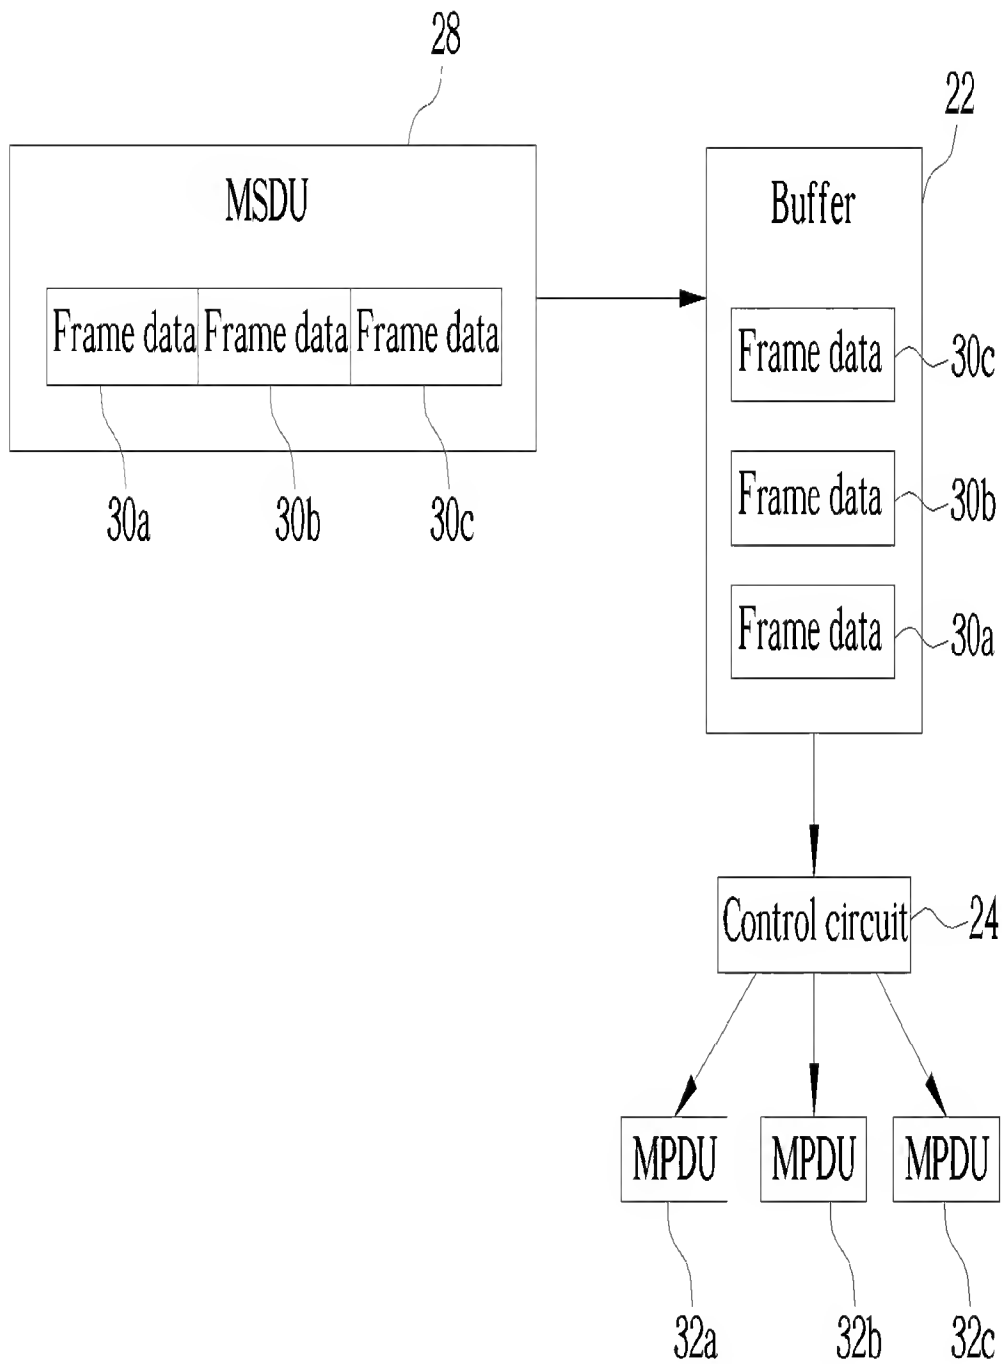 28
22
MSDU
Buffer
Frame data Frame data Frame data
Frame data
30c
30a
30b
30c
Frame data
30b
Frame data
30a
Control circuit
24
MPDU
MPDU
MPDU
32a
32b
32c